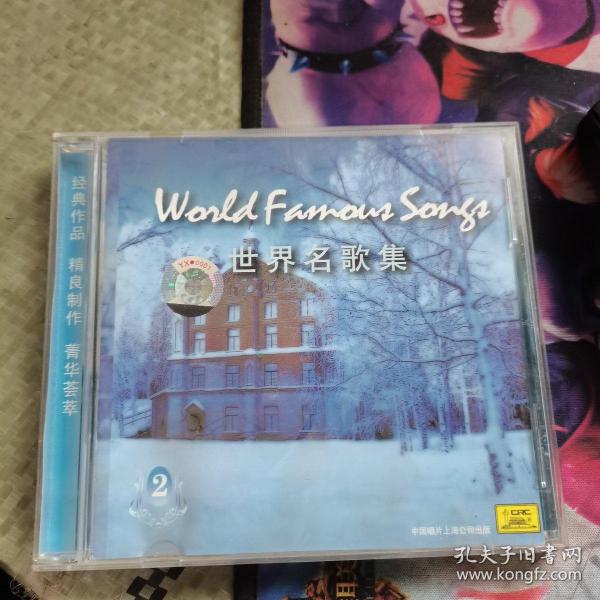 World Famous Songs
世界名歌集
XX●0001
经典作品 精良制作 菁华荟萃
2
CRC
中国唱片上海公司出版
孔夫子旧书网
www.kongfz.com